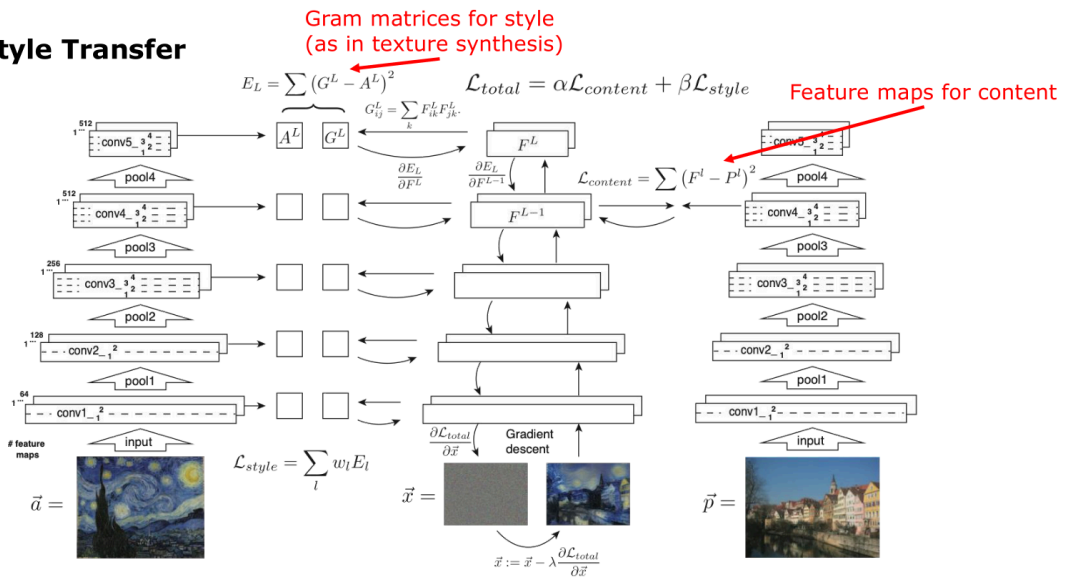 tyle Transfer
Gram matrices for style
(as in texture synthesis)
E_L = ∑ (G^L − A^L)^2
L_total = αL_content + βL_style
Feature maps for content
G^L_ij = ∑_k F^L_ik F^L_jk.
1... 512
conv5_ 1 2 3 4
A^L
G^L
F^L
conv5_ 1 2 3 4
∂E_L/∂F^L
∂E_L/∂F^{L−1}
L_content = ∑ (F^l − P^l)^2
pool4
pool4
1... 512
conv4_ 1 2 3 4
F^{L−1}
conv4_ 1 2 3 4
pool3
pool3
1... 256
conv3_ 1 2 3 4
conv3_ 1 2 3 4
pool2
pool2
1... 128
conv2_ 1 2
conv2_ 1 2
pool1
pool1
1... 64
conv1_ 1 2
conv1_ 1 2
# feature
maps
input
∂L_total/∂x⃗
Gradient
descent
input
L_style = ∑_l w_l E_l
a⃗ =
x⃗ =
p⃗ =
x⃗ := x⃗ − λ ∂L_total/∂x⃗